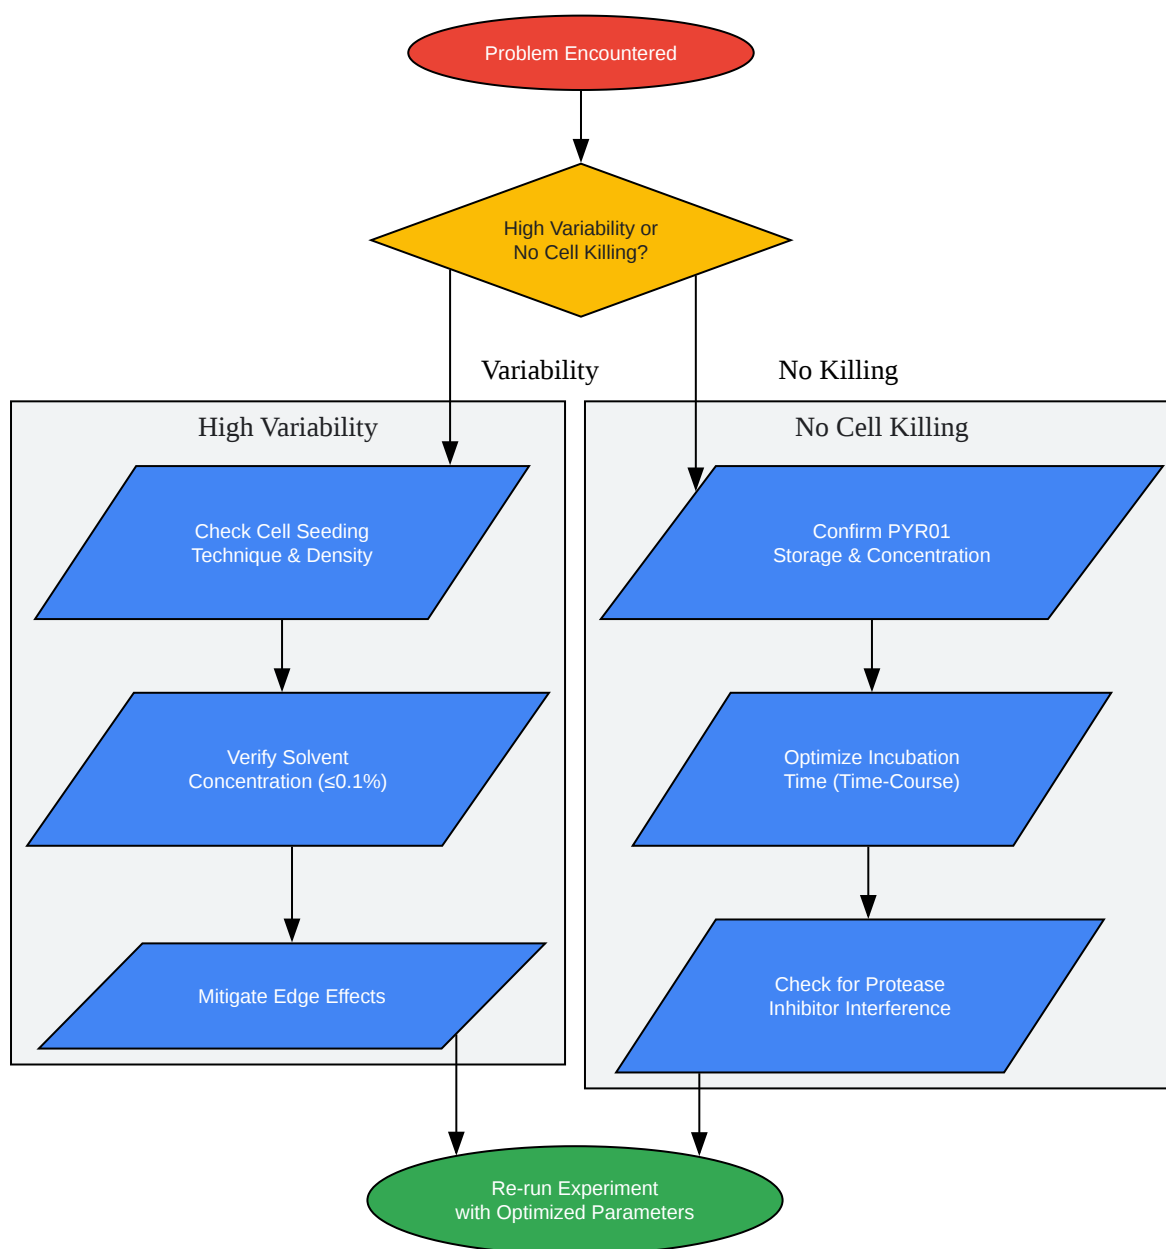 Problem Encountered
High Variability or
No Cell Killing?
Variability
No Killing
High Variability
Check Cell Seeding
Technique & Density
Verify Solvent
Concentration (≤0.1%)
Mitigate Edge Effects
No Cell Killing
Confirm PYR01
Storage & Concentration
Optimize Incubation
Time (Time-Course)
Check for Protease
Inhibitor Interference
Re-run Experiment
with Optimized Parameters